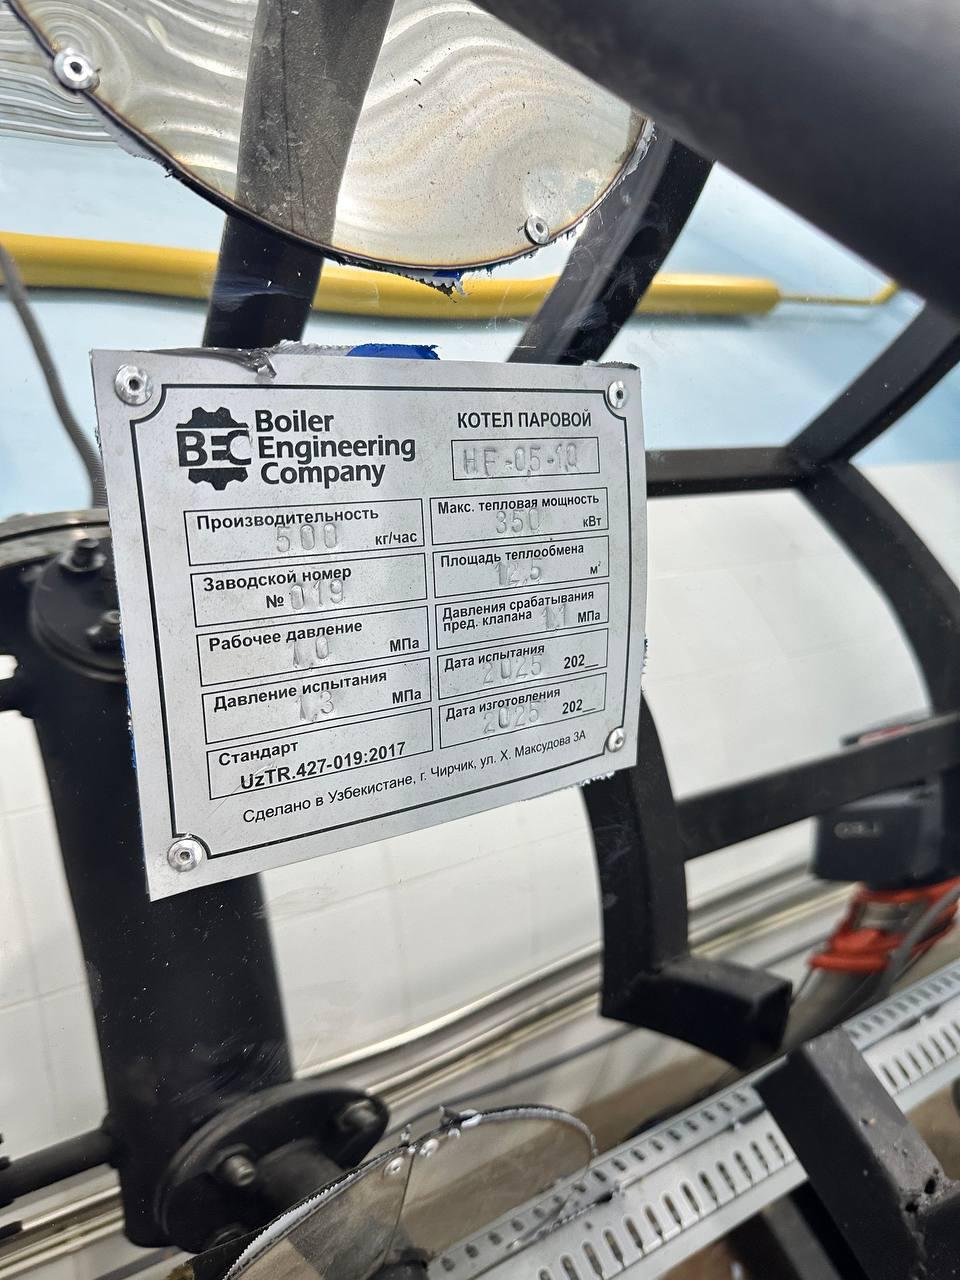 BEC Boiler
Engineering
Company
КОТЕЛ ПАРОВОЙ
HF-05-10
Производительность
500 кг/час
Макс. тепловая мощность
350 кВт
Заводской номер
№ 019
Площадь теплообмена
12,5 м²
Рабочее давление
1,0 МПа
Давления срабатывания
пред. клапана 1,1 МПа
Давление испытания
1,3 МПа
Дата испытания
2025 202_
Стандарт
UzTR.427-019:2017
Дата изготовления
2025 202_
Сделано в Узбекистане, г. Чирчик, ул. Х. Максудова 3А